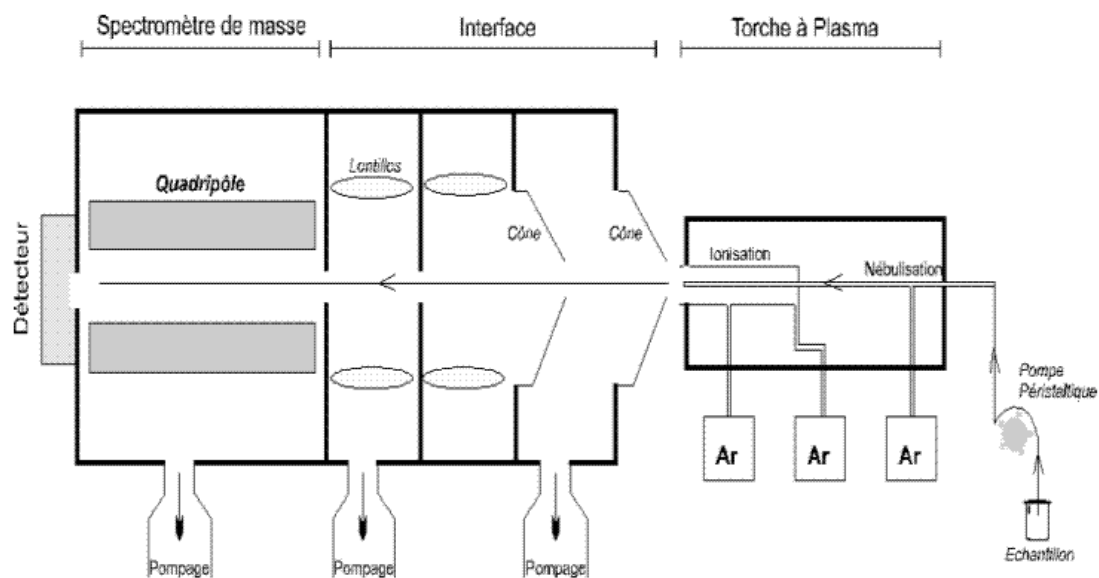 Spectromètre de masse
Interface
Torche à Plasma
Lentilles
Quadripôle
Cône
Cône
Ionisation
Nébulisation
Détecteur
Pompe
Péristaltique
Ar
Ar
Ar
Echantillon
Pompage
Pompage
Pompage